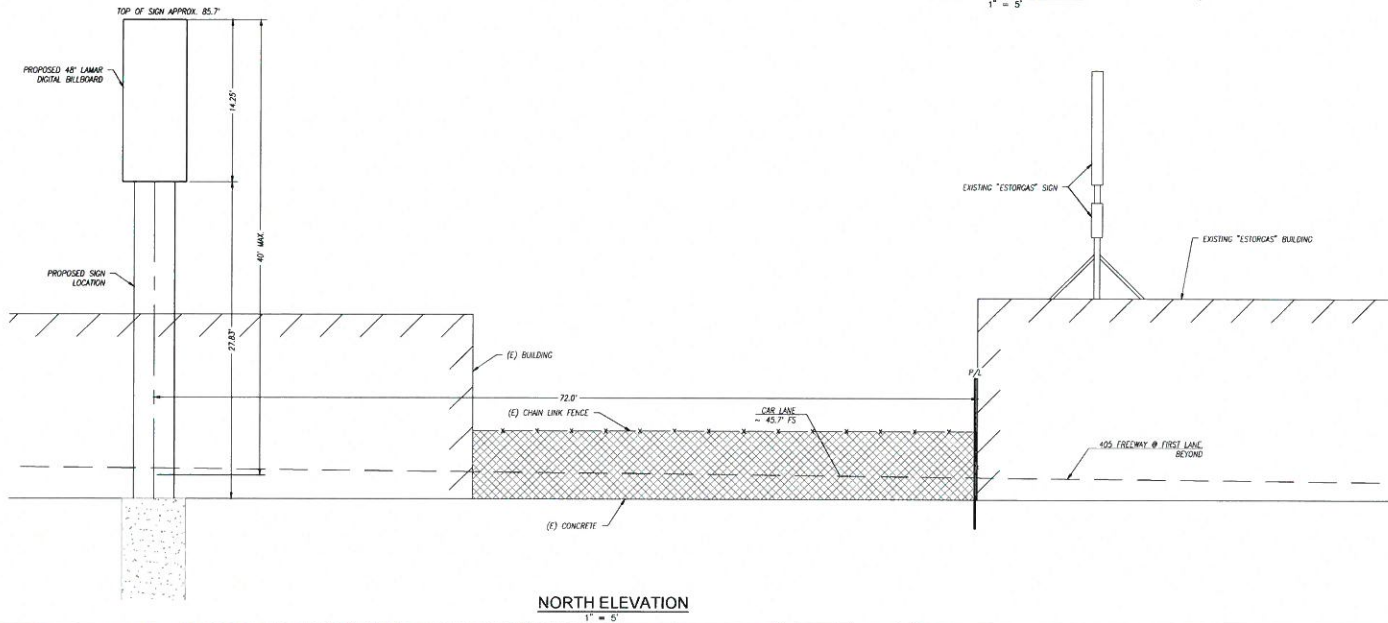 1" = 5'
TOP OF SIGN APPROX. 85.7'
PROPOSED 48' LAMAR
DIGITAL BILLBOARD
14.25'
40' MAX.
EXISTING "ESTORGAS" SIGN
EXISTING "ESTORGAS" BUILDING
PROPOSED SIGN
LOCATION
27.83'
(E) BUILDING
P/L
72.0'
(E) CHAIN LINK FENCE
CAR LANE
~ 45.7' FS
405 FREEWAY @ FIRST LANE
BEYOND
(E) CONCRETE
NORTH ELEVATION
1" = 5'